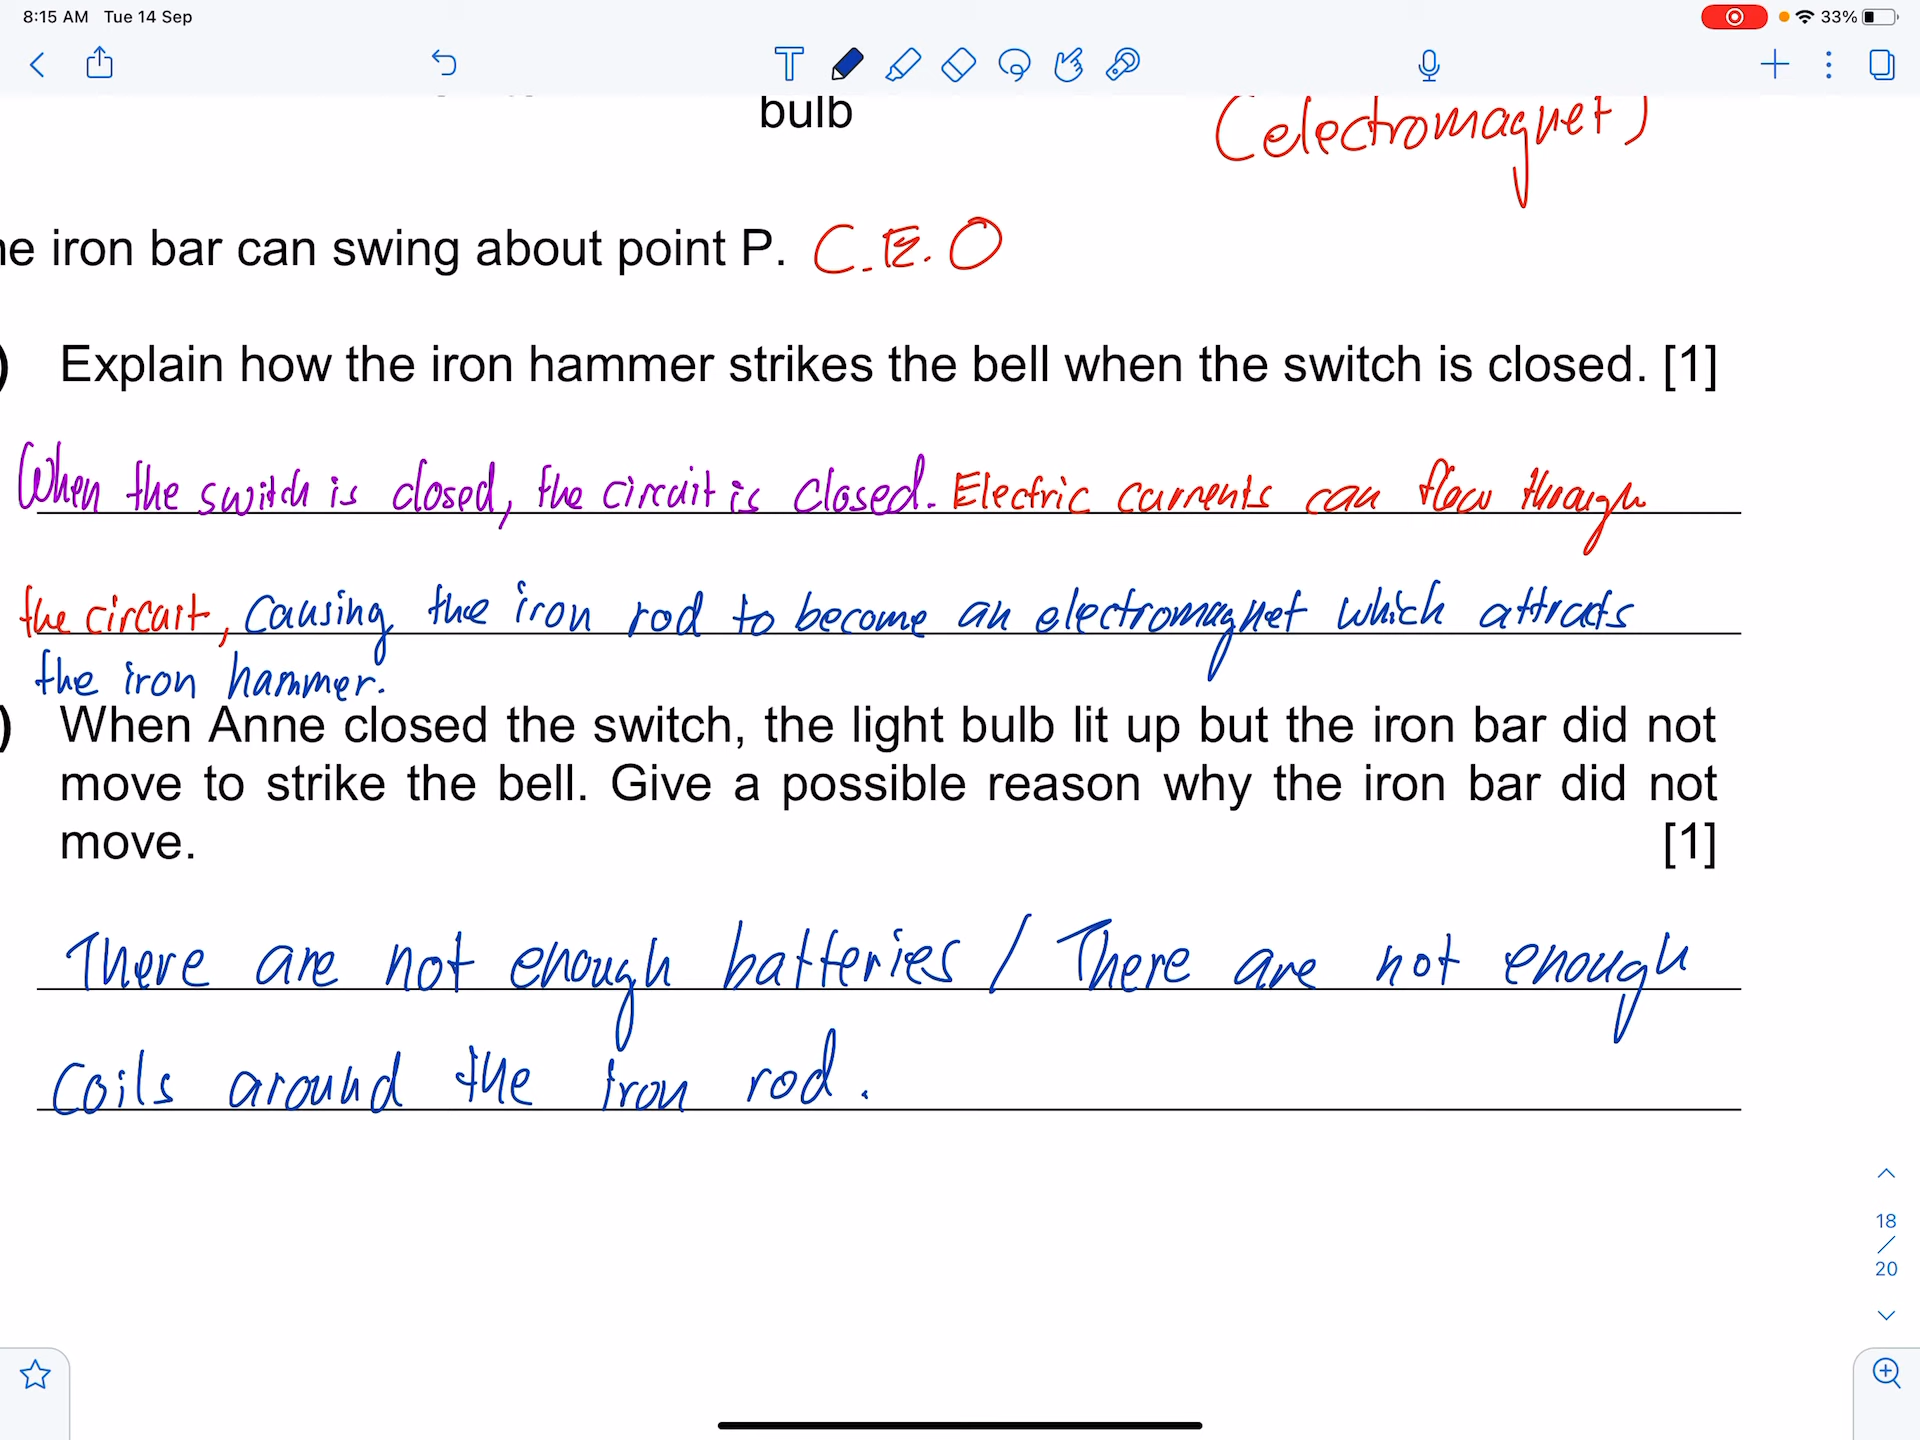 8:15 AM Tue 14 Sep
33%
bulb
(electromagnet)
he iron bar can swing about point P. C.E.O
) Explain how the iron hammer strikes the bell when the switch is closed. [1]
When the switch is closed, the circuit is closed. Electric currents can flow through
the circuit, causing the iron rod to become an electromagnet which attracts
the iron hammer.
) When Anne closed the switch, the light bulb lit up but the iron bar did not
move to strike the bell. Give a possible reason why the iron bar did not
move. [1]
There are not enough batteries / There are not enough
coils around the iron rod.
18
/
20